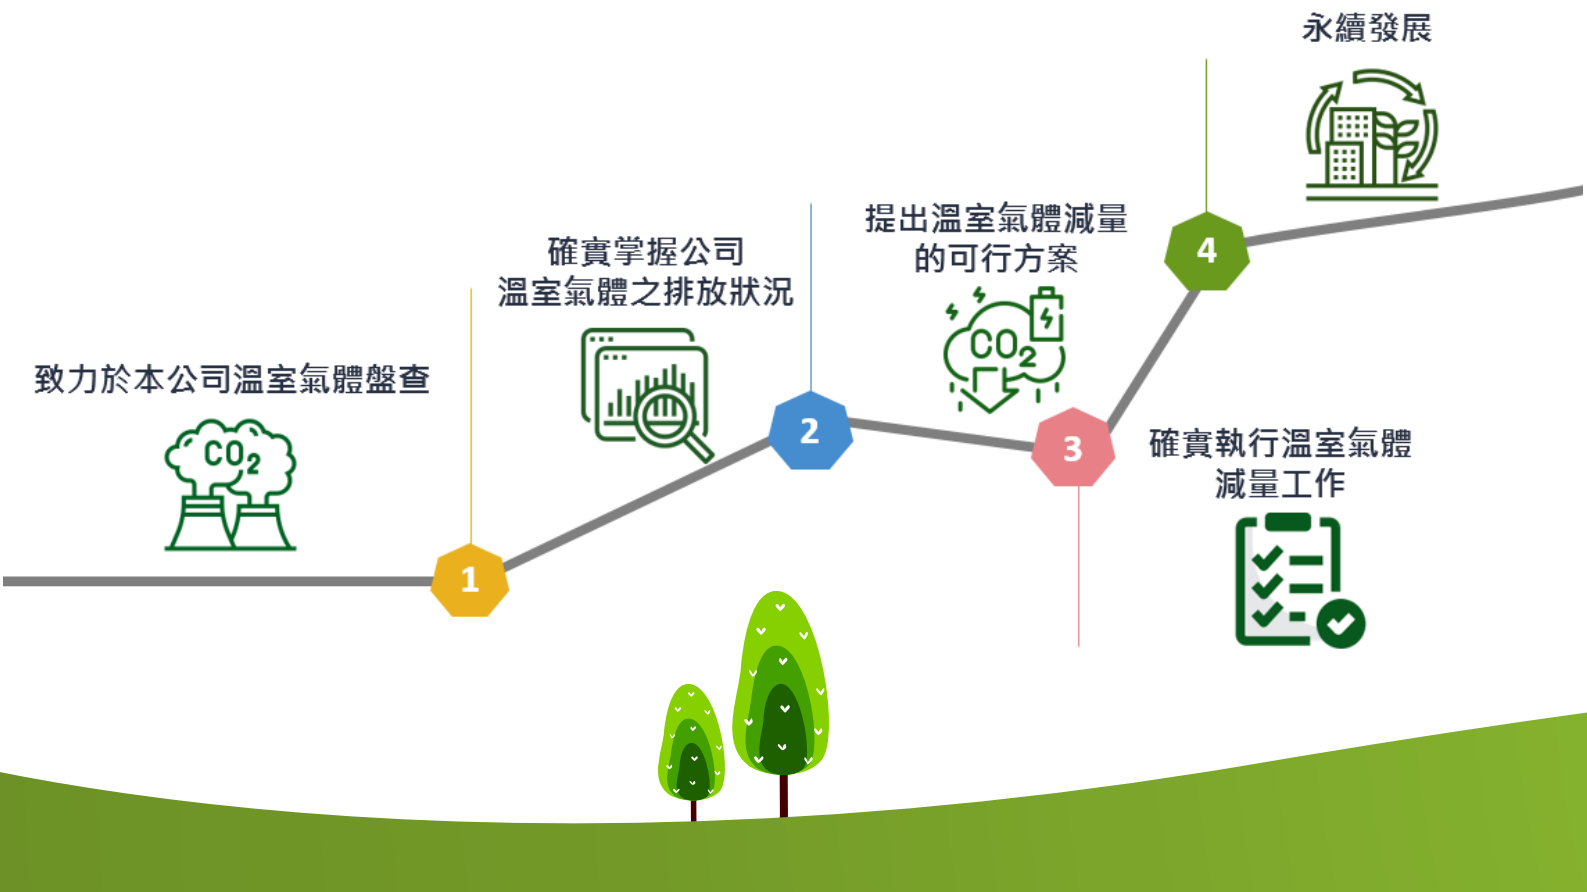 致力於本公司溫室氣體盤查
CO2
1
確實掌握公司
溫室氣體之排放狀況
2
提出溫室氣體減量
的可行方案
CO2
3
確實執行溫室氣體
減量工作
4
永續發展